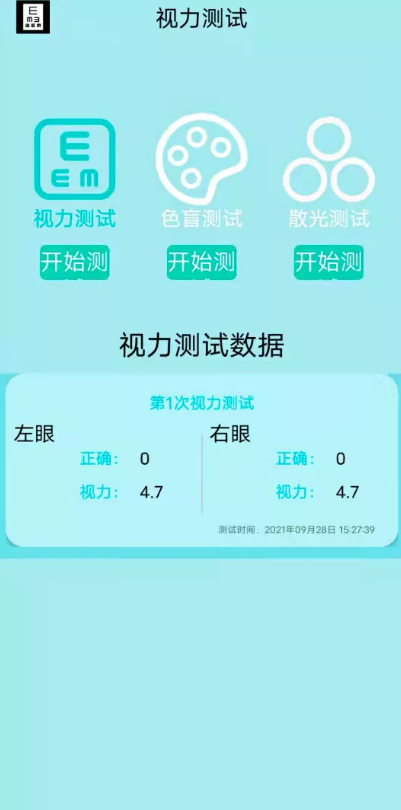 视力测试
E
E m
视力测试
色盲测试
散光测试
开始测
开始测
开始测
视力测试数据
第1次视力测试
左眼
右眼
正确： 0
正确： 0
视力： 4.7
视力： 4.7
测试时间： 2021年09月28日 15:27:39